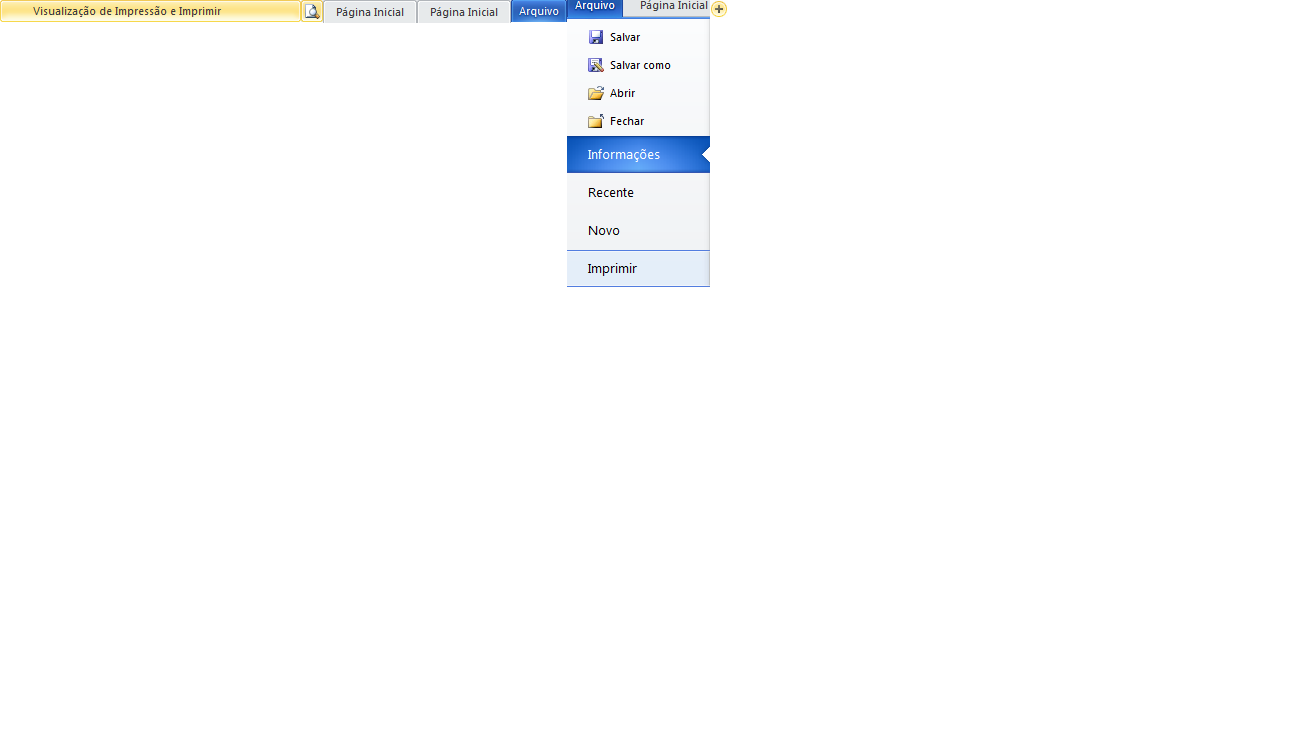 Visualização de Impressão e Imprimir
Página Inicial
Página Inicial
Arquivo
Arquivo
Página Inicial
Salvar
Salvar como
Abrir
Fechar
Informações
Recente
Novo
Imprimir